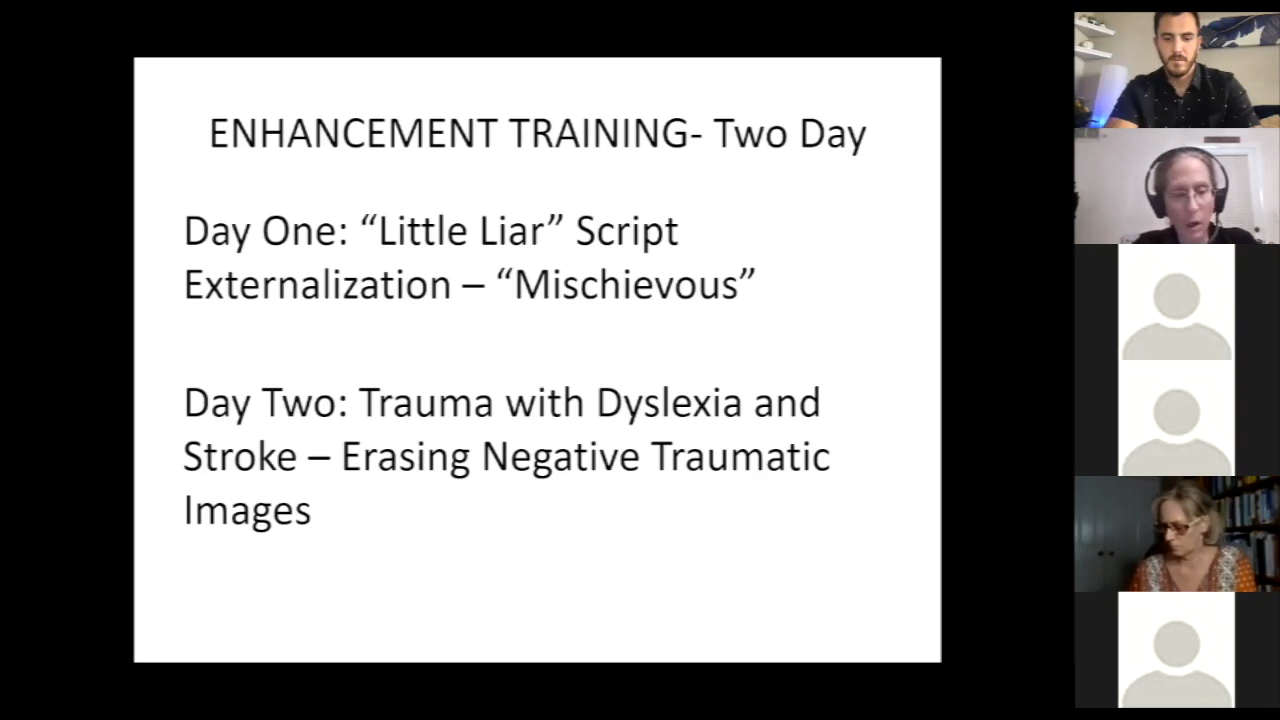 ENHANCEMENT TRAINING- Two Day
Day One: “Little Liar” Script
Externalization – “Mischievous”
Day Two: Trauma with Dyslexia and
Stroke – Erasing Negative Traumatic
Images